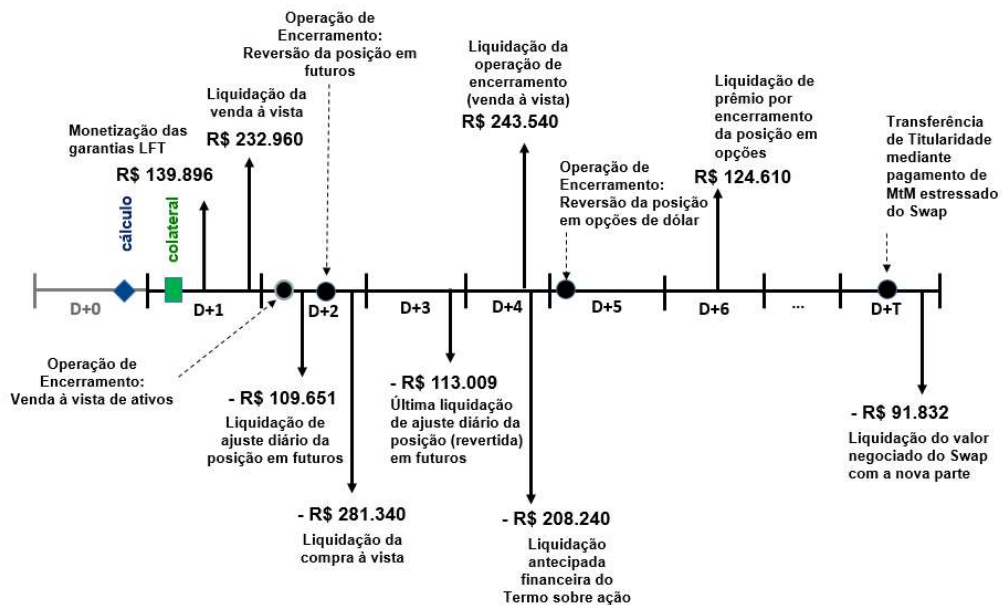 Operação de
Encerramento:
Reversão da posição em
futuros
Liquidação da
venda à vista
R$ 232.960
Monetização das
garantias LFT
R$ 139.896
Liquidação da
operação de
encerramento
(venda à vista)
R$ 243.540
Liquidação de
prêmio por
encerramento
da posição em
opções
R$ 124.610
Transferência
de Titularidade
mediante
pagamento de
MtM estressado
do Swap
Operação de
Encerramento:
Reversão da posição
em opções de dólar
cálculo
colateral
D+0
D+1
D+2
D+3
D+4
D+5
D+6
...
D+T
Operação de
Encerramento:
Venda à vista de ativos
- R$ 109.651
Liquidação de
ajuste diário da
posição em futuros
- R$ 281.340
Liquidação da
compra à vista
- R$ 113.009
Última liquidação
de ajuste diário da
posição (revertida)
em futuros
- R$ 208.240
Liquidação
antecipada
financeira do
Termo sobre ação
- R$ 91.832
Liquidação do valor
negociado do Swap
com a nova parte